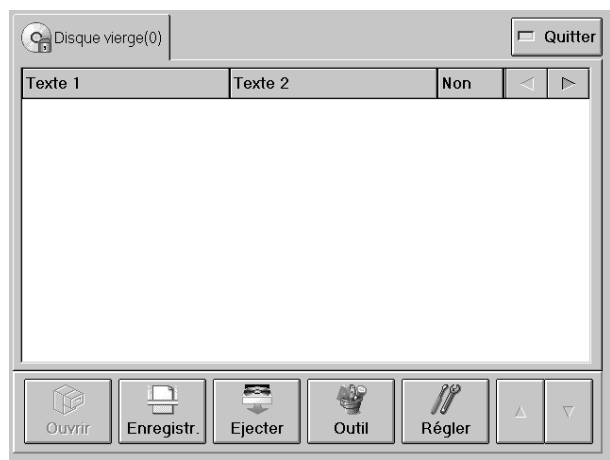 Disque vierge(0)
Quitter
Texte 1 Texte 2 Non
Ouvrir Enregistr. Ejecter Outil Régler